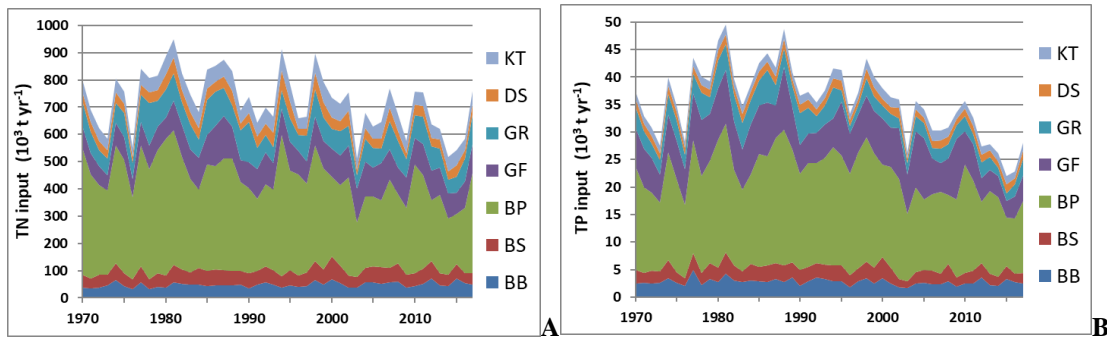 TN input (10³ t yr⁻¹)
1000
900
800
700
600
500
400
300
200
100
0
1970
1980
1990
2000
2010
KT
DS
GR
GF
BP
BS
BB
A
TP input (10³ t yr⁻¹)
50
45
40
35
30
25
20
15
10
5
0
1970
1980
1990
2000
2010
KT
DS
GR
GF
BP
BS
BB
B